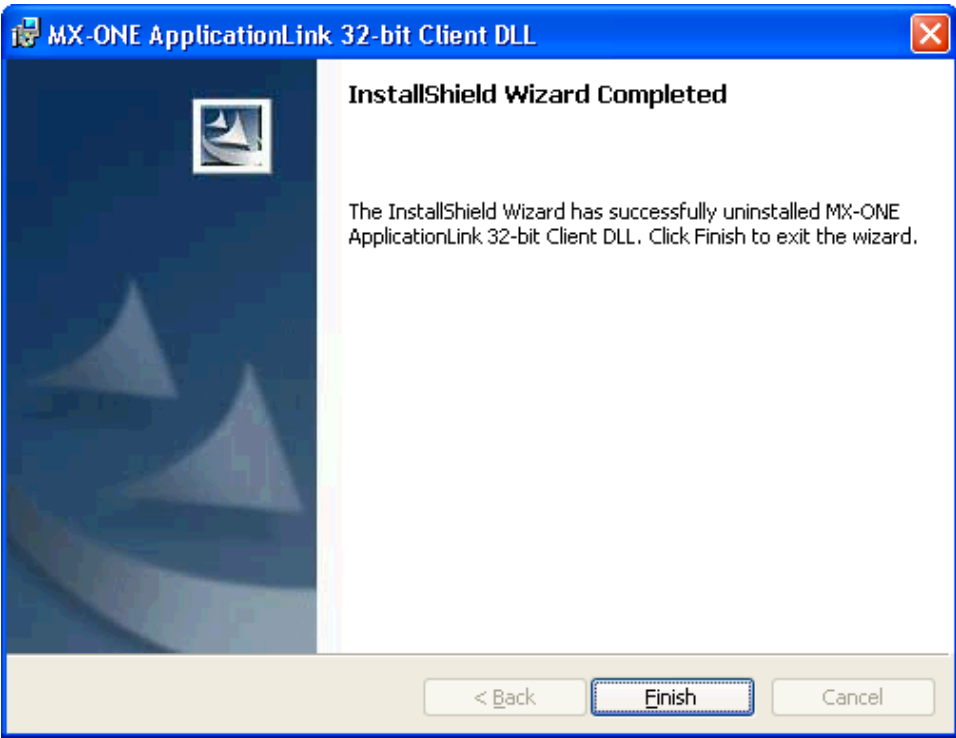 MX-ONE ApplicationLink 32-bit Client DLL
InstallShield Wizard Completed
The InstallShield Wizard has successfully uninstalled MX-ONE
ApplicationLink 32-bit Client DLL. Click Finish to exit the wizard.
< Back
Finish
Cancel